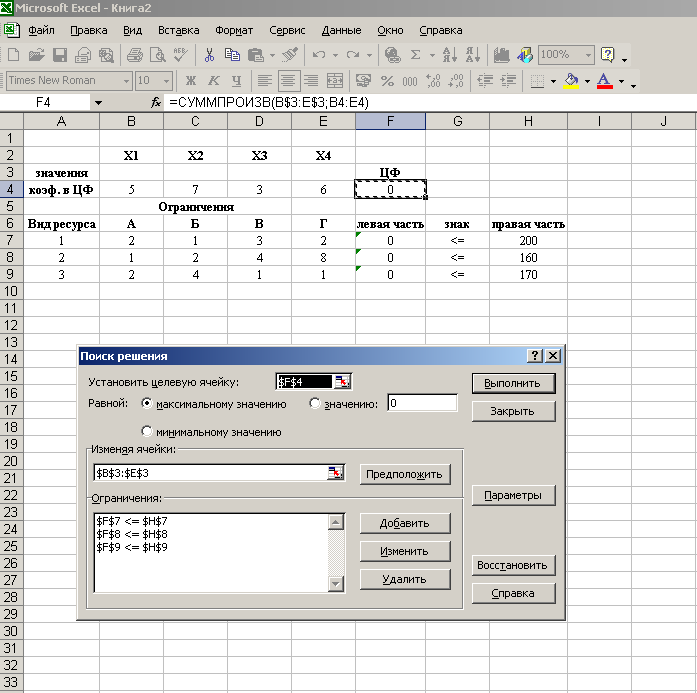 Microsoft Excel - Книга2
Файл Правка Вид Вставка Формат Сервис Данные Окно Справка
100%
Times New Roman 10 Ж К Ч % 000
F4 fx =СУММПРОИЗВ(B$3:E$3;B4:E4)
A B C D E F G H I J
1
2 X1 X2 X3 X4
3 значения ЦФ
4 коэф. в ЦФ 5 7 3 6 0
5 Ограничения
6 Вид ресурса А Б В Г левая часть знак правая часть
7 1 2 1 3 2 0 <= 200
8 2 1 2 4 8 0 <= 160
9 3 2 4 1 1 0 <= 170
10
11
12
13
14
15
16
17
18
19
20
21
22
23
24
25
26
27
28
29
30
31
32
33
Поиск решения
Установить целевую ячейку: $F$4 Выполнить
Равной: максимальному значению значению: 0 Закрыть
минимальному значению
Изменяя ячейки:
$B$3:$E$3 Предположить
Ограничения: Параметры
$F$7 <= $H$7 Добавить
$F$8 <= $H$8
$F$9 <= $H$9 Изменить
Восстановить
Удалить
Справка